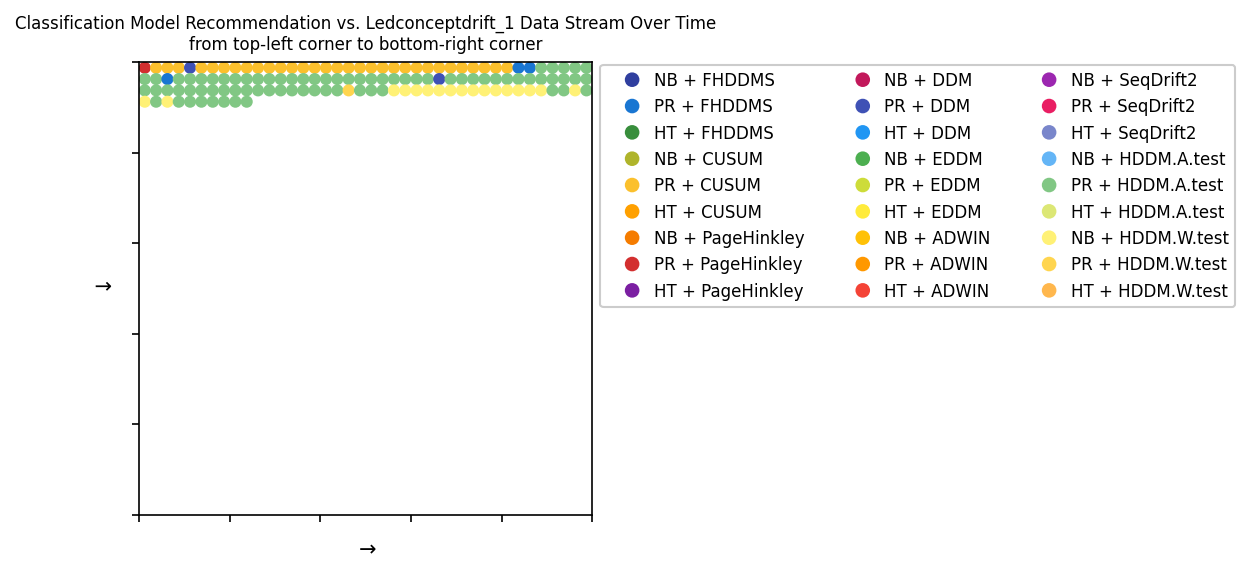 Classification Model Recommendation vs. Ledconceptdrift_1 Data Stream Over Time
from top-left corner to bottom-right corner
NB + FHDDMS
PR + FHDDMS
HT + FHDDMS
NB + CUSUM
PR + CUSUM
HT + CUSUM
NB + PageHinkley
PR + PageHinkley
HT + PageHinkley
NB + DDM
PR + DDM
HT + DDM
NB + EDDM
PR + EDDM
HT + EDDM
NB + ADWIN
PR + ADWIN
HT + ADWIN
NB + SeqDrift2
PR + SeqDrift2
HT + SeqDrift2
NB + HDDM.A.test
PR + HDDM.A.test
HT + HDDM.A.test
NB + HDDM.W.test
PR + HDDM.W.test
HT + HDDM.W.test
→
→